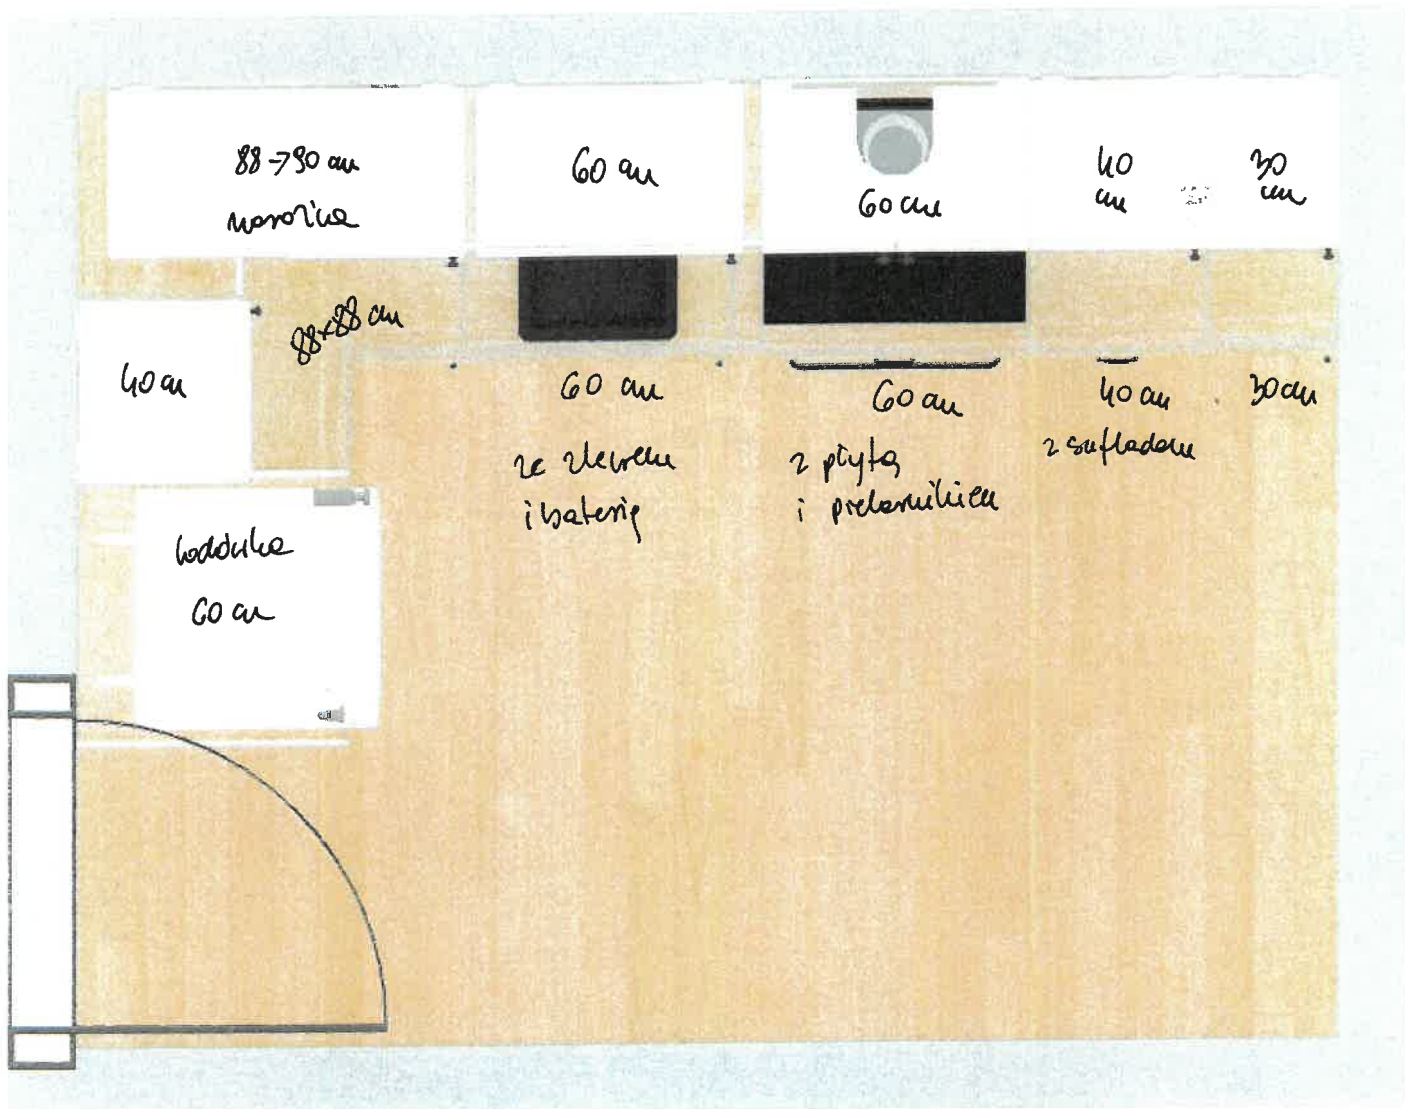 88→90 cm
narożna
60 cm
60 cm
40
cm
30
cm
88x88 cm
40 cm
60 cm
ze zlewem
i baterią
60 cm
z płytą
i piekarnikiem
40 cm
z szufladami
30 cm
lodówka
60 cm